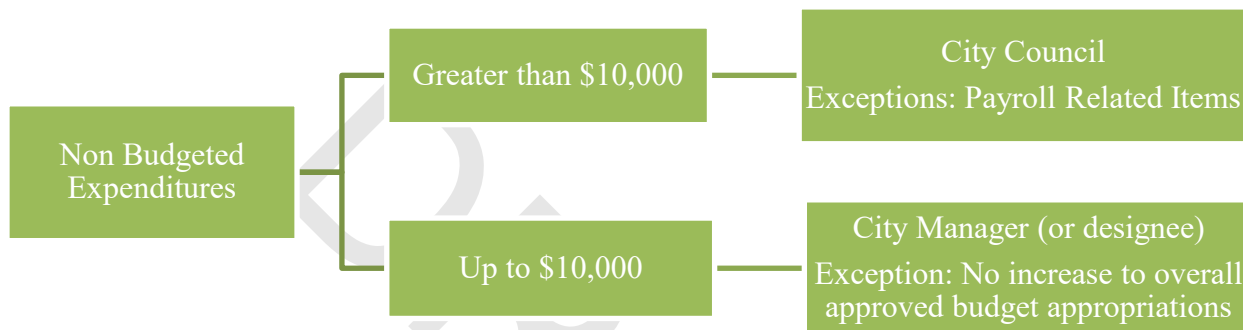 Non Budgeted
Expenditures
Greater than $10,000
City Council
Exceptions: Payroll Related Items
Up to $10,000
City Manager (or designee)
Exception: No increase to overall
approved budget appropriations